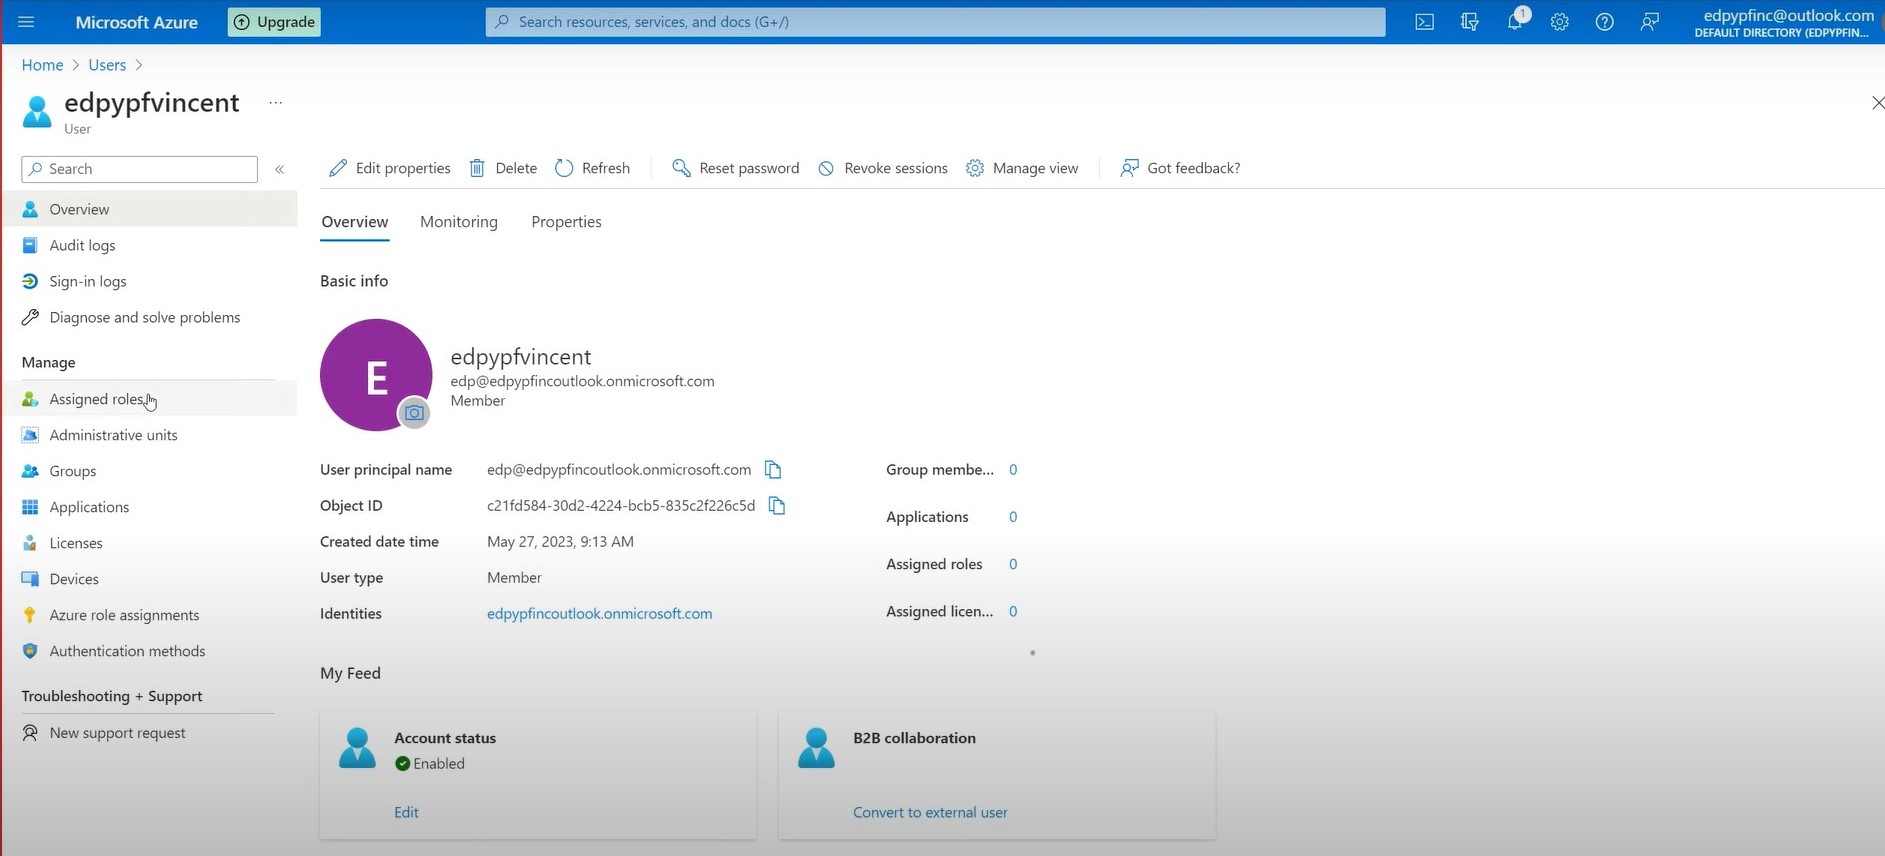 Microsoft Azure
Upgrade
Search resources, services, and docs (G+/)
1
edpypfinc@outlook.com
DEFAULT DIRECTORY (EDPYPFIN...
Home > Users >
edpypfvincent ...
User
Search
«
Overview
Audit logs
Sign-in logs
Diagnose and solve problems
Manage
Assigned roles
Administrative units
Groups
Applications
Licenses
Devices
Azure role assignments
Authentication methods
Troubleshooting + Support
New support request
Edit properties Delete Refresh Reset password Revoke sessions Manage view Got feedback?
Overview Monitoring Properties
Basic info
E
edpypfvincent
edp@edpypfincoutlook.onmicrosoft.com
Member
User principal name edp@edpypfincoutlook.onmicrosoft.com
Object ID c21fd584-30d2-4224-bcb5-835c2f226c5d
Created date time May 27, 2023, 9:13 AM
User type Member
Identities edpypfincoutlook.onmicrosoft.com
Group membe... 0
Applications 0
Assigned roles 0
Assigned licen... 0
My Feed
Account status
Enabled
Edit
B2B collaboration
Convert to external user